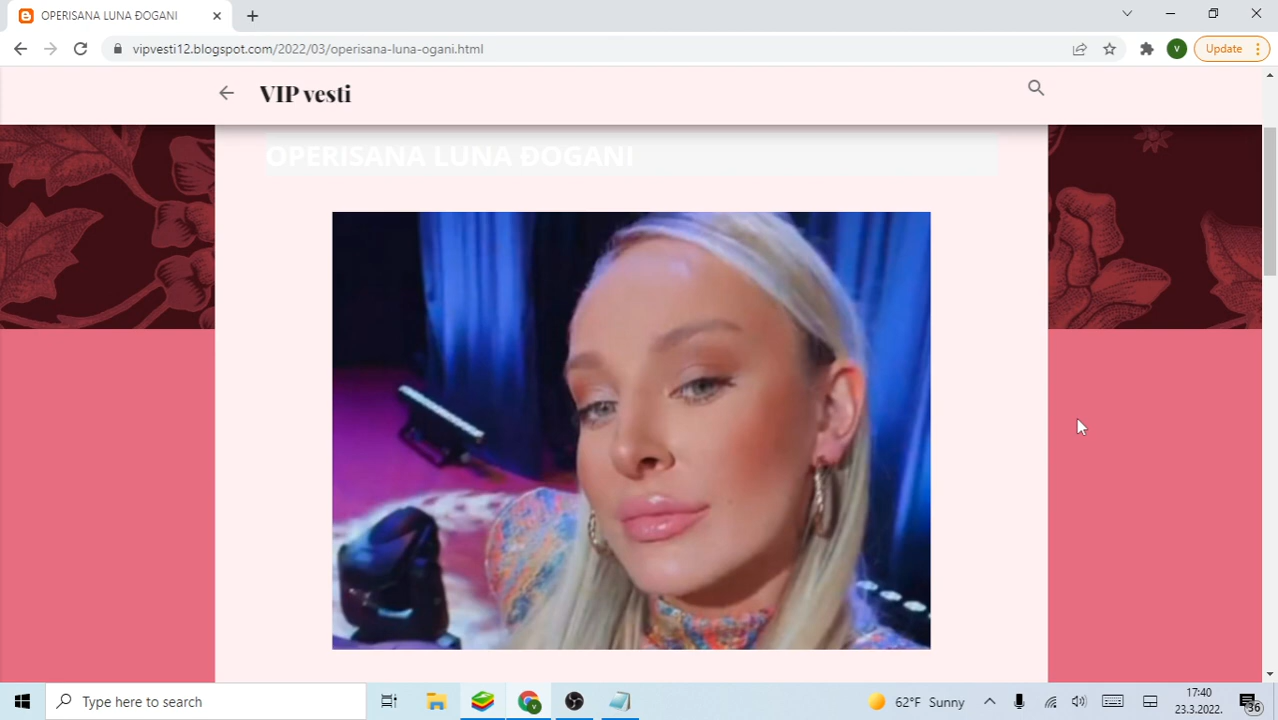 OPERISANA LUNA ĐOGANI
vipvesti12.blogspot.com/2022/03/operisana-luna-ogani.html
V
Update
VIP vesti
OPERISANA LUNA ĐOGANI
Type here to search
V
62°F Sunny
17:40
23.3.2022.
36